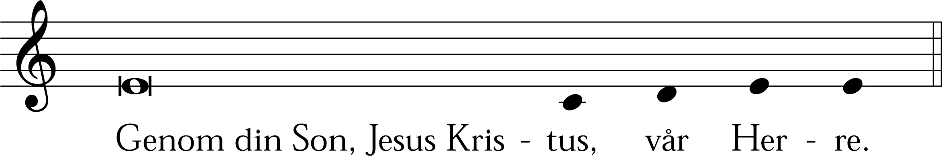 Genom din Son, Jesus Kris - tus, vår Her - re.